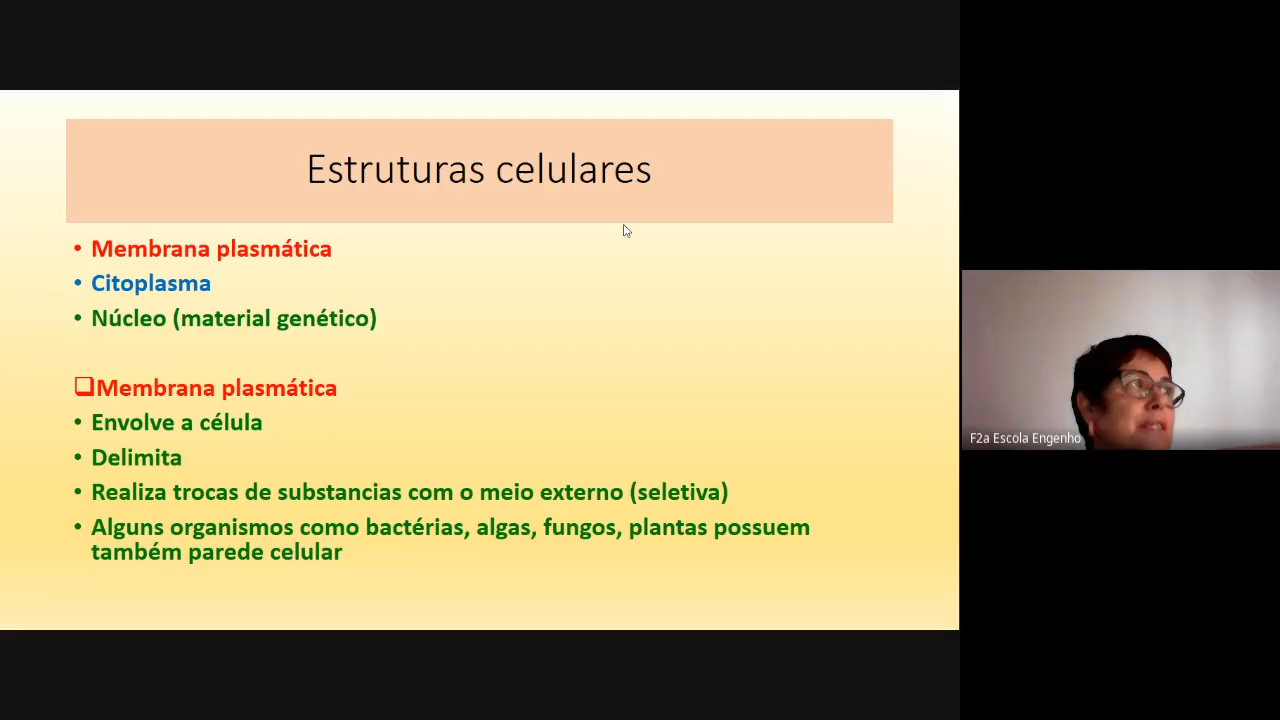 Estruturas celulares
• Membrana plasmática
• Citoplasma
• Núcleo (material genético)
❑Membrana plasmática
• Envolve a célula
• Delimita
• Realiza trocas de substancias com o meio externo (seletiva)
• Alguns organismos como bactérias, algas, fungos, plantas possuem
também parede celular
F2a Escola Engenho